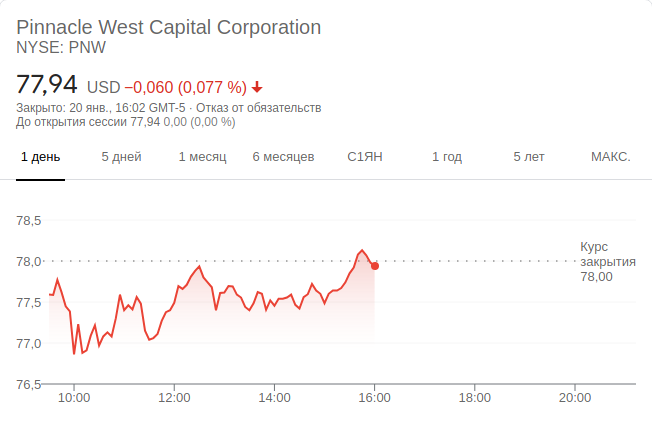 Pinnacle West Capital Corporation
NYSE: PNW
77,94 USD −0,060 (0,077 %)
Закрыто: 20 янв., 16:02 GMT-5 · Отказ от обязательств
До открытия сессии 77,94 0,00 (0,00 %)
1 день 5 дней 1 месяц 6 месяцев С1ЯН 1 год 5 лет МАКС.
78,5
78,0
77,5
77,0
76,5
Курс
закрытия
78,00
10:00 12:00 14:00 16:00 18:00 20:00